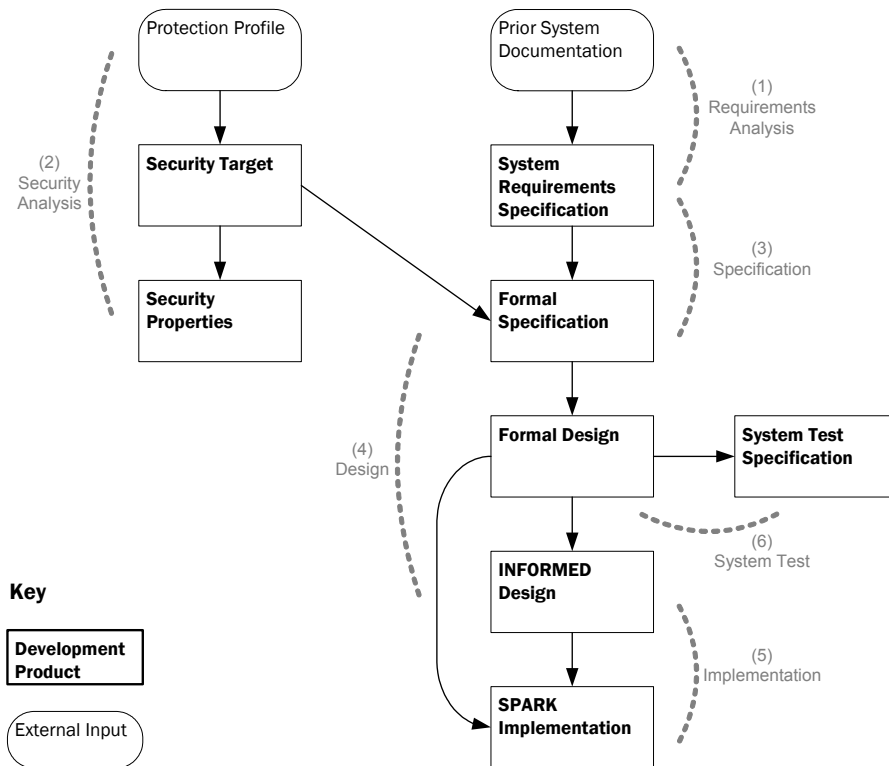 Protection Profile
Prior System
Documentation
(1)
Requirements
Analysis
(2)
Security
Analysis
Security Target
System
Requirements
Specification
(3)
Specification
Security
Properties
Formal
Specification
(4)
Design
Formal Design
System Test
Specification
(6)
System Test
INFORMED
Design
(5)
Implementation
SPARK
Implementation
Key
Development
Product
External Input